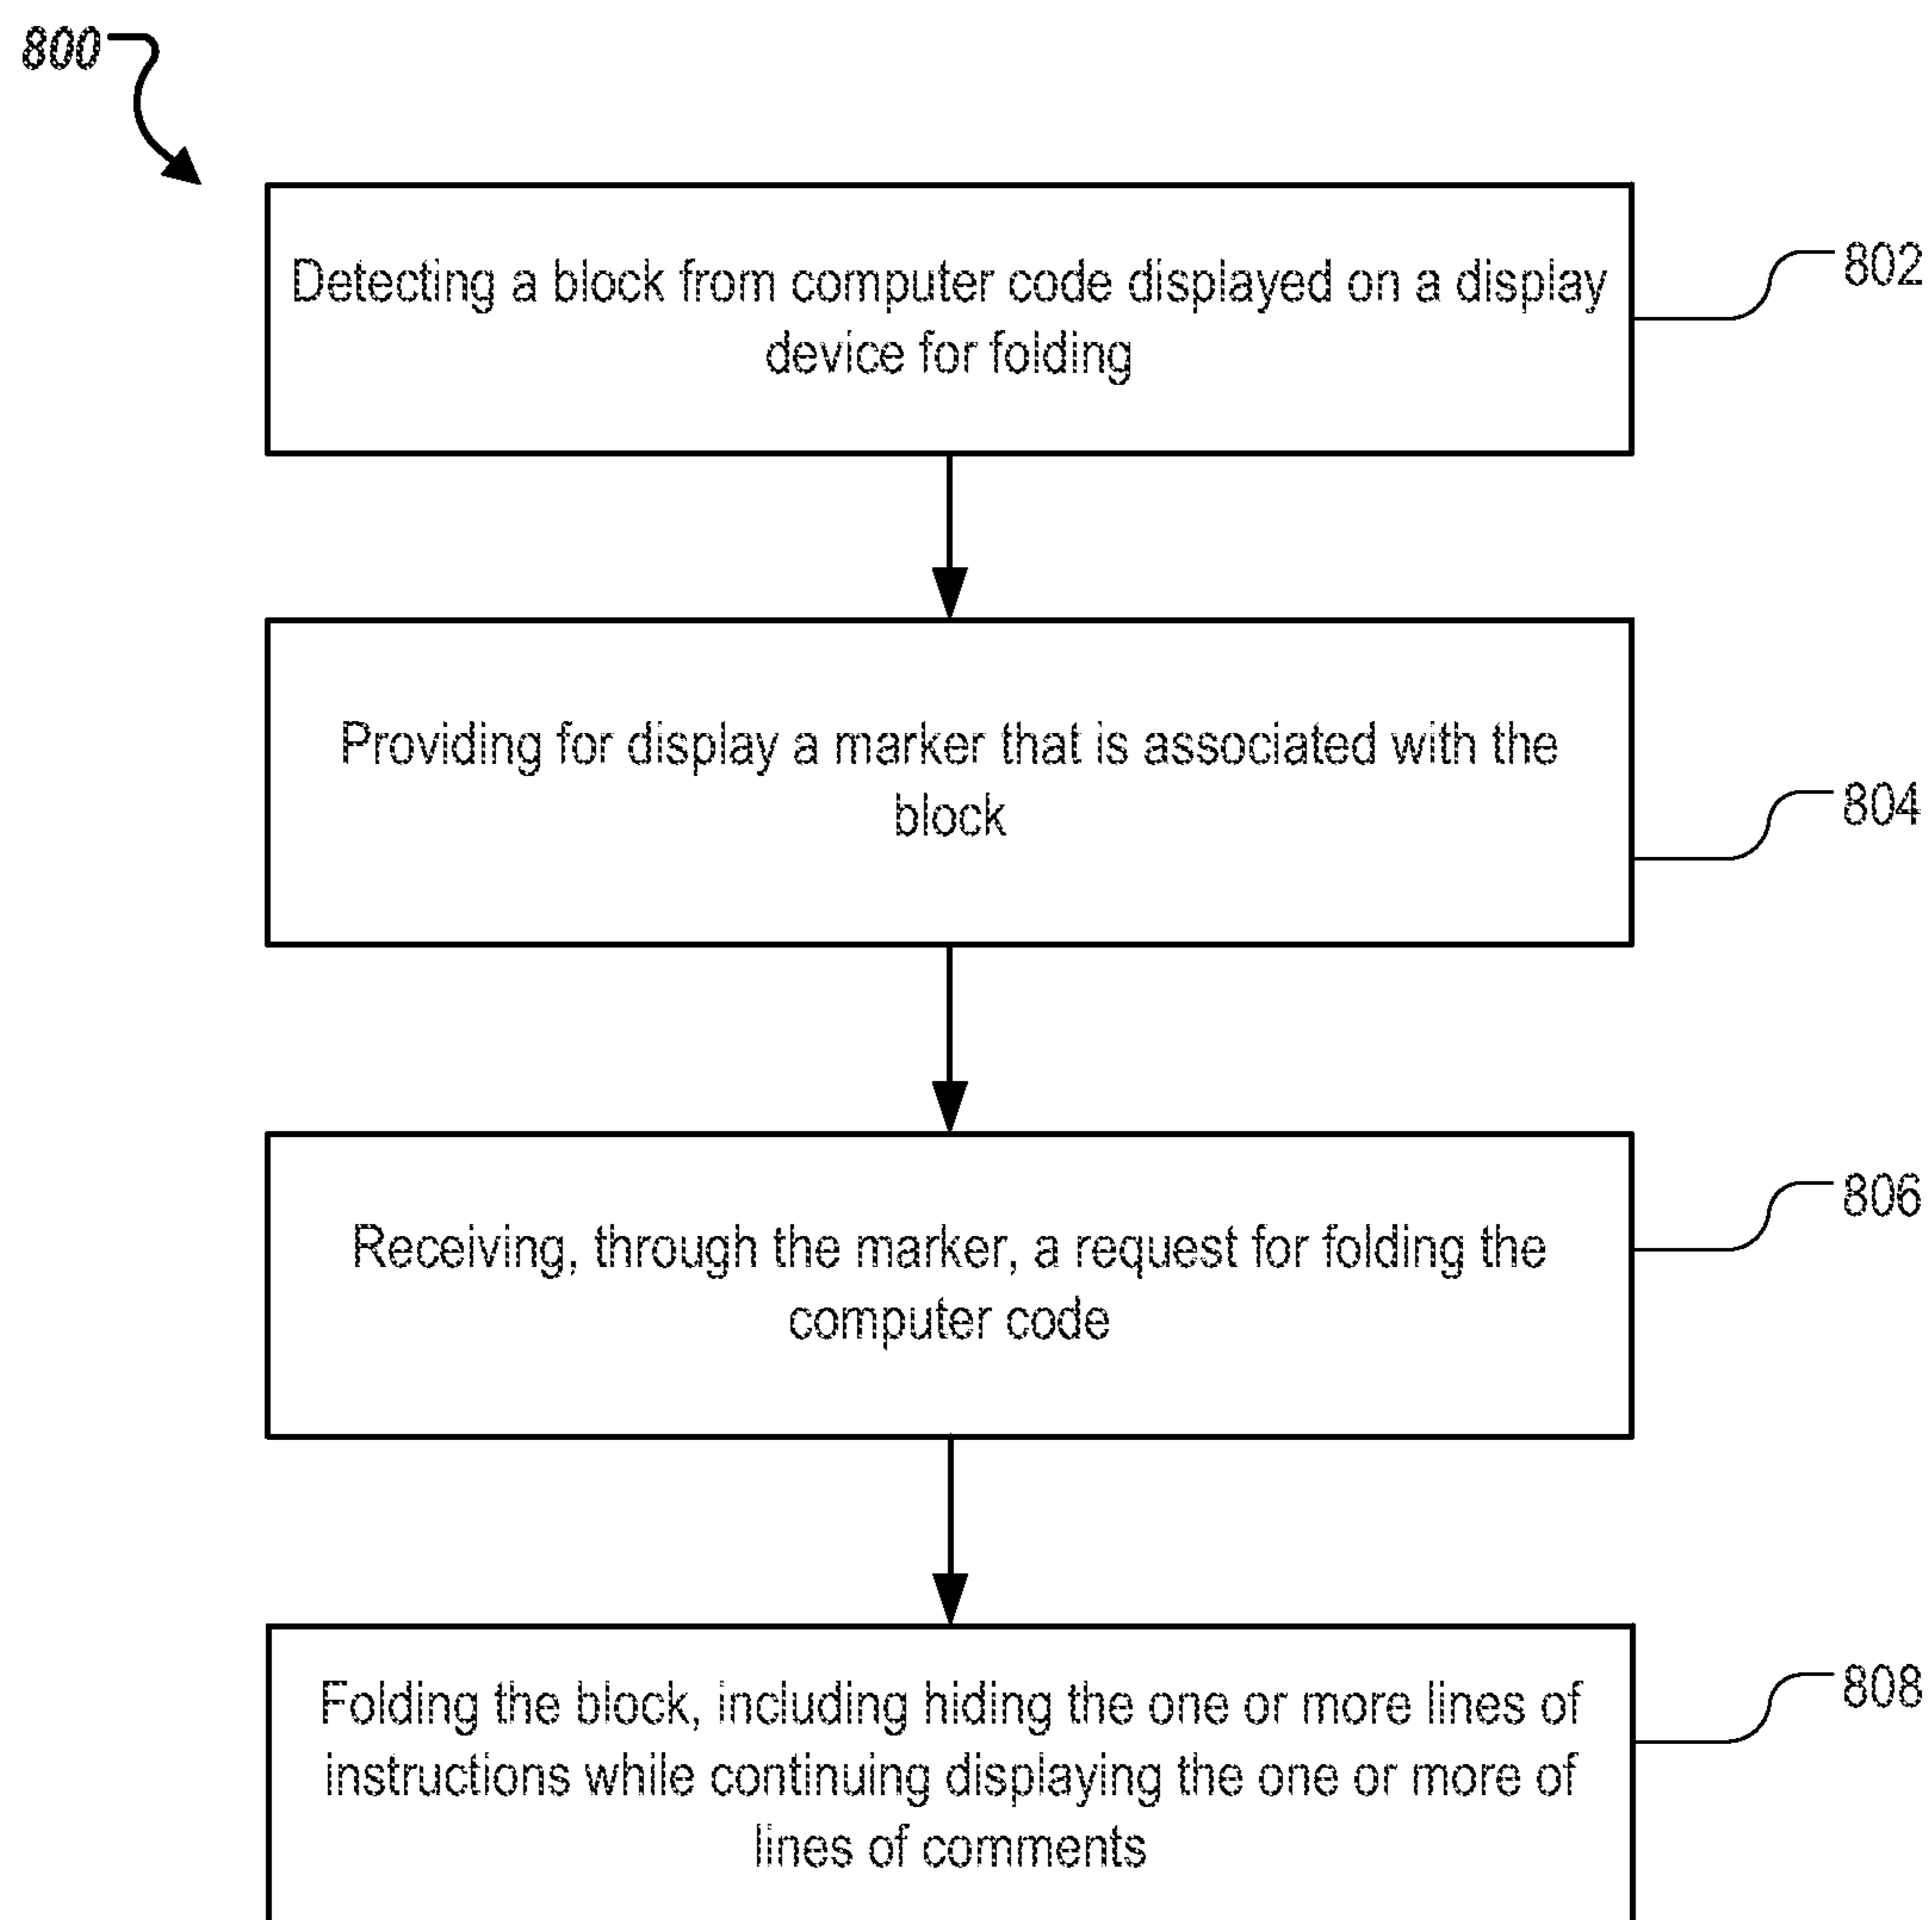 800
Detecting a block from computer code displayed on a display
device for folding
802
Providing for display a marker that is associated with the
block
804
Receiving, through the marker, a request for folding the
computer code
806
Folding the block, including hiding the one or more lines of
instructions while continuing displaying the one or more of
lines of comments
808